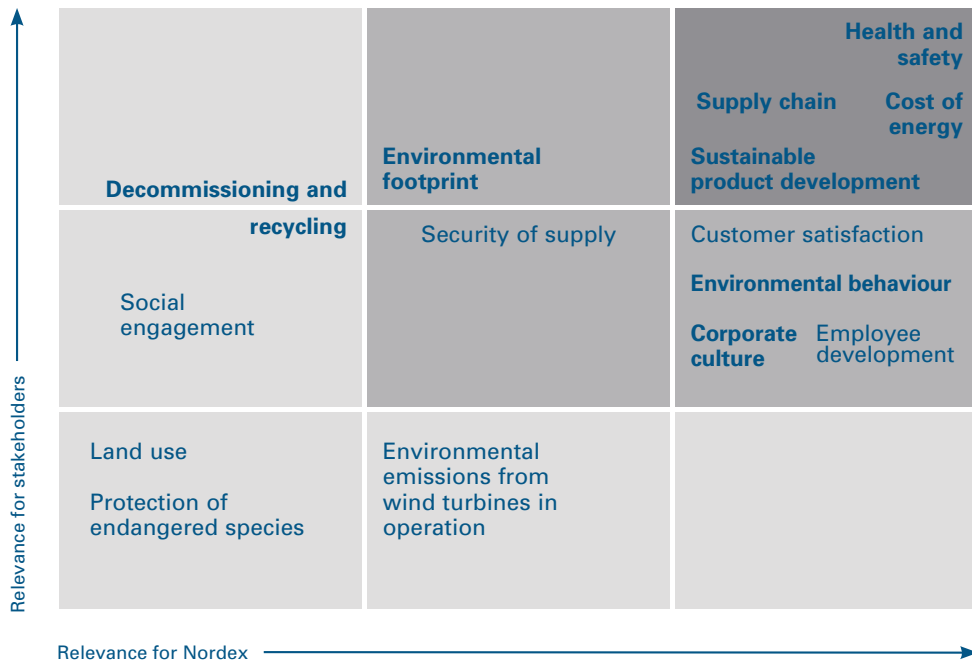 Relevance for stakeholders
Health and
safety
Supply chain
Cost of
energy
Sustainable
product development
Environmental
footprint
Decommissioning and
recycling
Security of supply
Customer satisfaction
Environmental behaviour
Corporate
culture
Employee
development
Social
engagement
Land use
Protection of
endangered species
Environmental
emissions from
wind turbines in
operation
Relevance for Nordex